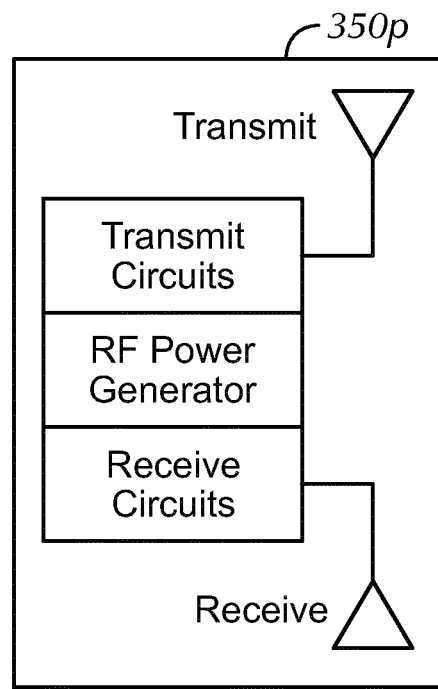 350p
Transmit
Transmit
Circuits
RF Power
Generator
Receive
Circuits
Receive